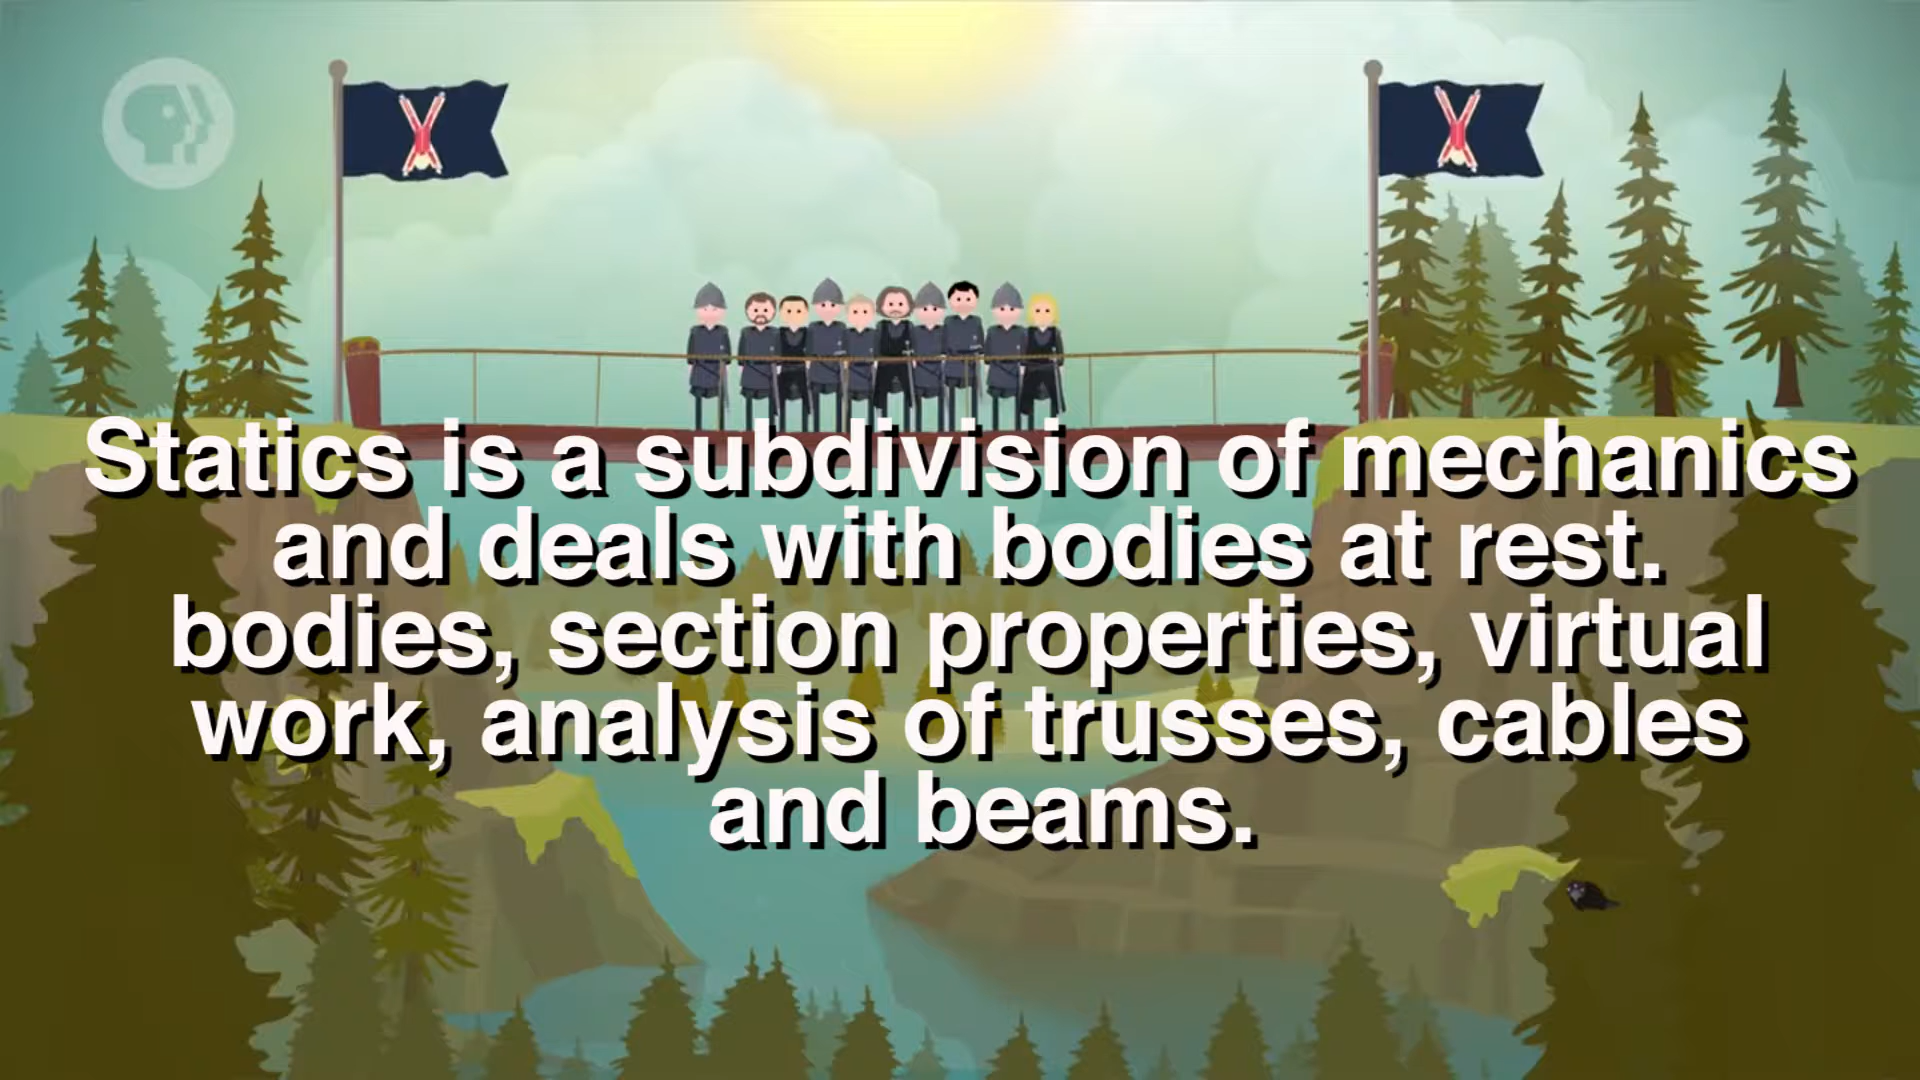 Statics is a subdivision of mechanics
and deals with bodies at rest.
bodies, section properties, virtual
work, analysis of trusses, cables
and beams.